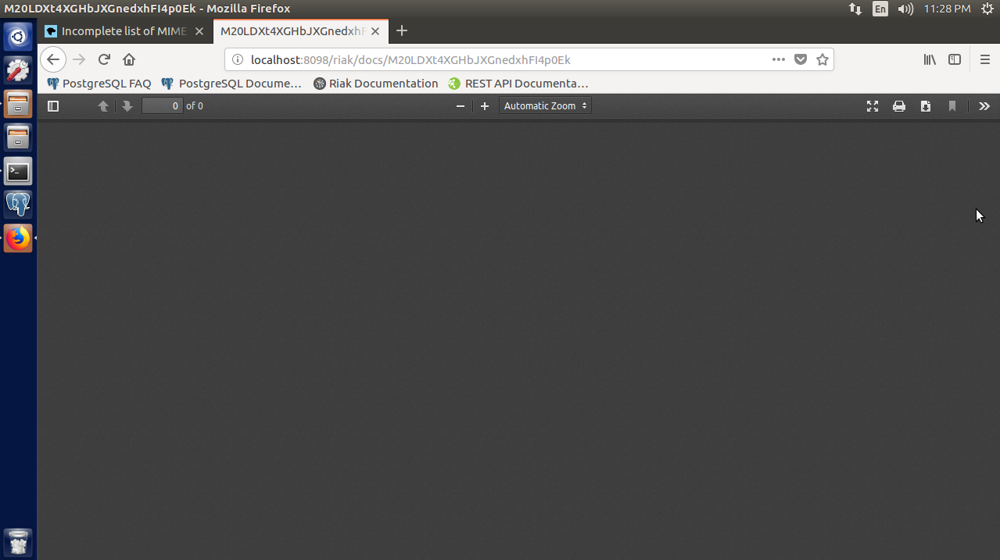 M20LDXt4XGHbJXGnedxhFI4p0Ek - Mozilla Firefox
En
11:28 PM
Incomplete list of MIME
M20LDXt4XGHbJXGnedxhF
localhost:8098/riak/docs/M20LDXt4XGHbJXGnedxhFI4p0Ek
PostgreSQL FAQ
PostgreSQL Docume...
Riak Documentation
REST API Documenta...
0 of 0
Automatic Zoom